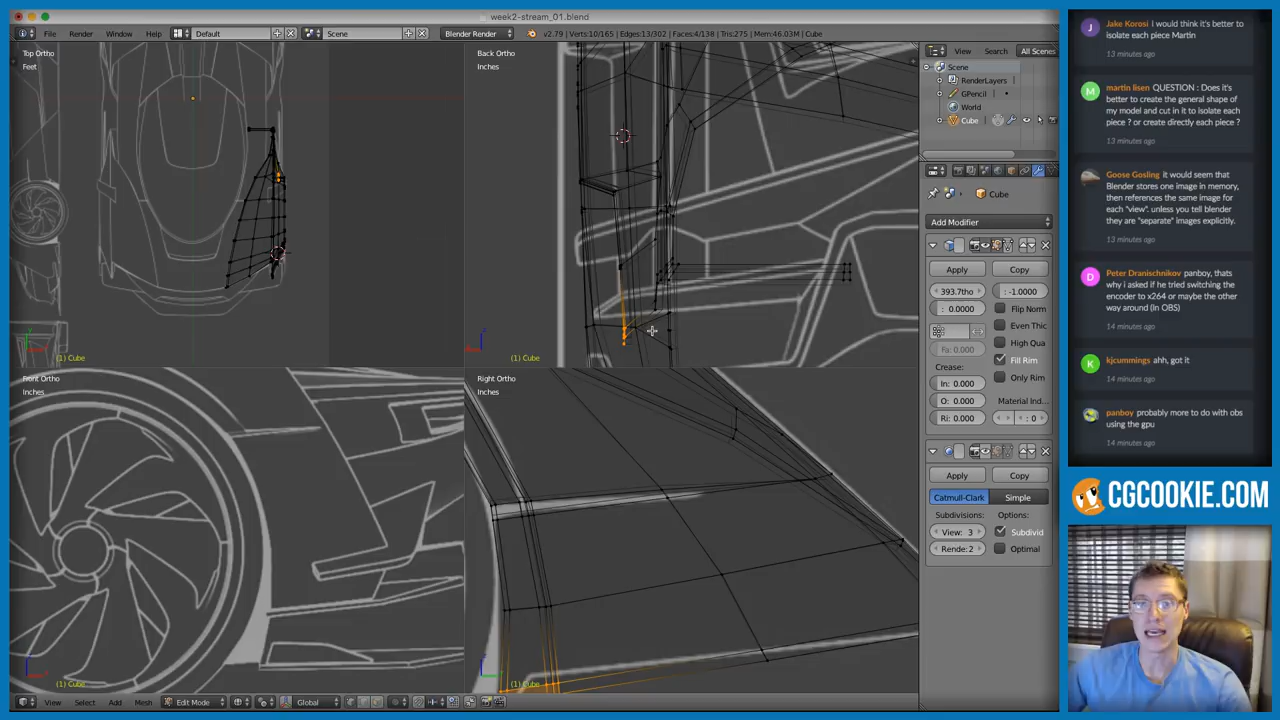 week2-stream_01.blend
File Render Window Help Default Scene Blender Render v2.79 | Verts:10/165 | Edges:13/302 | Faces:4/138 | Tris:275 | Mem:46.03M | Cube
Top Ortho
Feet
(1) Cube
Back Ortho
Inches
(1) Cube
Front Ortho
Inches
(1) Cube
Right Ortho
Inches
(1) Cube
View Select Add Mesh Edit Mode Global
View Search All Scenes
Scene
RenderLayers
GPencil
World
Cube
Cube
Add Modifier
Apply Copy
393.7tho : -1.0000
: 0.0000 Flip Norm
Even Thic
Fa: 0.000 High Qua
Fill Rim
Crease: Only Rim
In: 0.000 Material Ind...
O: 0.000 : 0
Ri: 0.000
Apply Copy
Catmull-Clark Simple
Subdivisions: Options:
View: 3 Subdivid
Rende: 2 Optimal
J Jake Korosi I would think it's better to
isolate each piece Martin
13 minutes ago
M martin lisen QUESTION : Does it's
better to create the general shape of
my model and cut in it to isolate each
piece ? or create directly each piece ?
13 minutes ago
Goose Gosling it would seem that
Blender stores one image in memory,
then references the same image for
each "view". unless you tell blender
they are "separate" images explicitly.
13 minutes ago
P Peter Dranischnikov panboy, thats
why i asked if he tried switching the
encoder to x264 or maybe the other
way around (in OBS)
14 minutes ago
K kjcummings ahh, got it
14 minutes ago
panboy probably more to do with obs
using the gpu
14 minutes ago
CGCOOKIE.COM